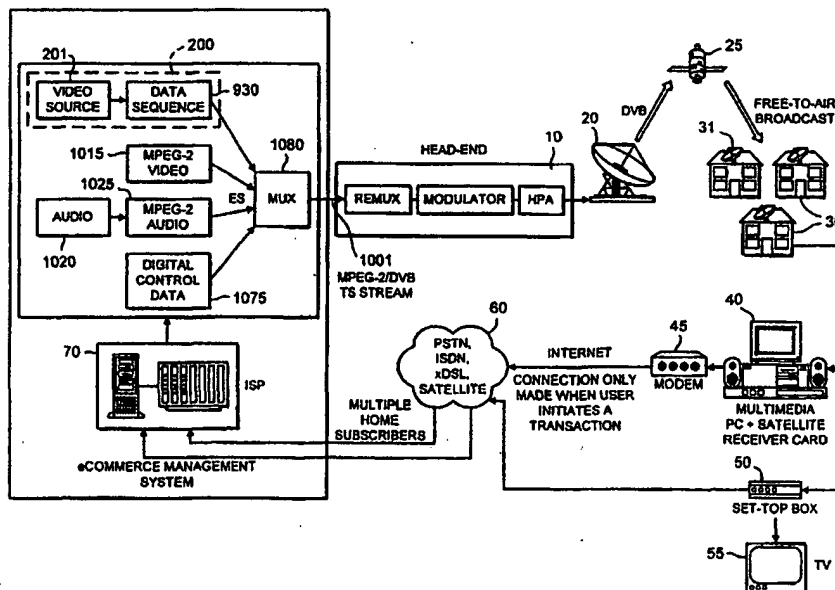 201
200
VIDEO
SOURCE
DATA
SEQUENCE
930
1015
MPEG-2
VIDEO
1025
AUDIO
1020
MPEG-2
AUDIO
ES
DIGITAL
CONTROL
DATA
1075
1080
MUX
HEAD-END
10
REMUX
MODULATOR
HPA
1001
MPEG-2/DVB
TS STREAM
20
DVB
25
FREE-TO-AIR
BROADCAST
31
70
ISP
eCOMMERCE MANAGEMENT
SYSTEM
60
PSTN,
ISDN,
xDSL,
SATELLITE
MULTIPLE
HOME
SUBSCRIBERS
INTERNET
CONNECTION ONLY
MADE WHEN USER
INITIATES A
TRANSACTION
45
MODEM
40
MULTIMEDIA
PC + SATELLITE
RECEIVER CARD
50
SET-TOP BOX
55
TV